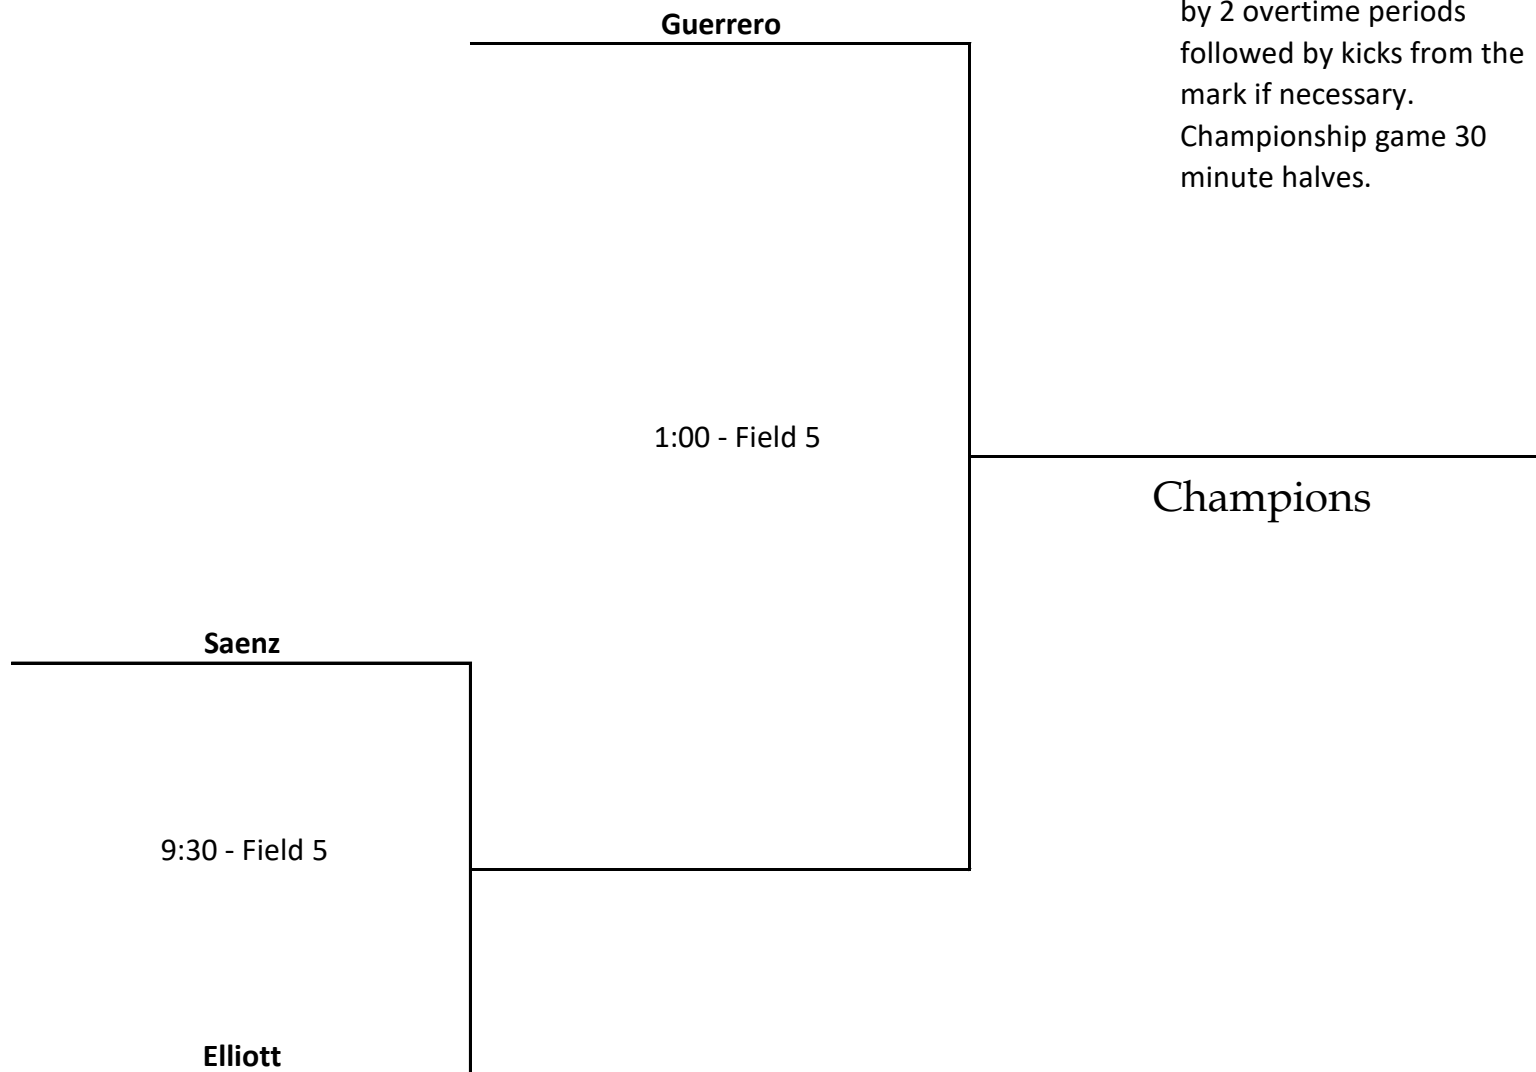 Guerrero
by 2 overtime periods
followed by kicks from the
mark if necessary.
Championship game 30
minute halves.
1:00 - Field 5
Champions
Saenz
9:30 - Field 5
Elliott